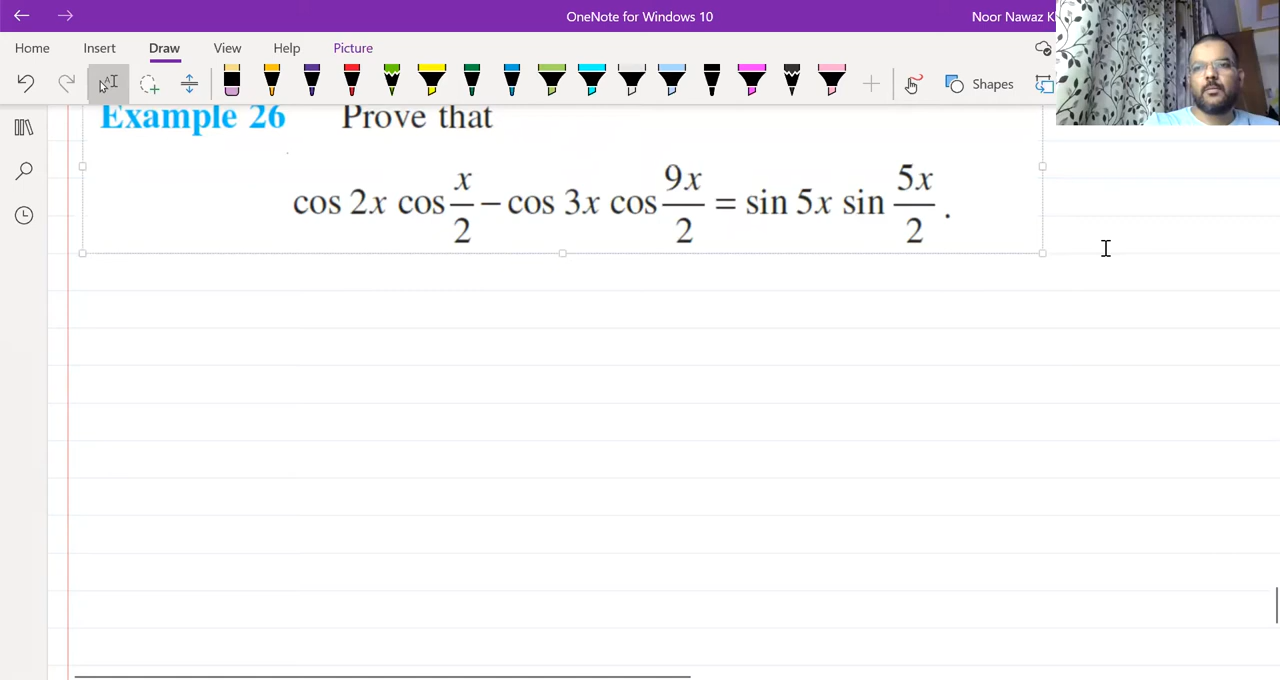 OneNote for Windows 10
Noor Nawaz K
Home Insert Draw View Help Picture
Shapes
Example 26 Prove that
cos 2x cos x/2 − cos 3x cos 9x/2 = sin 5x sin 5x/2 .